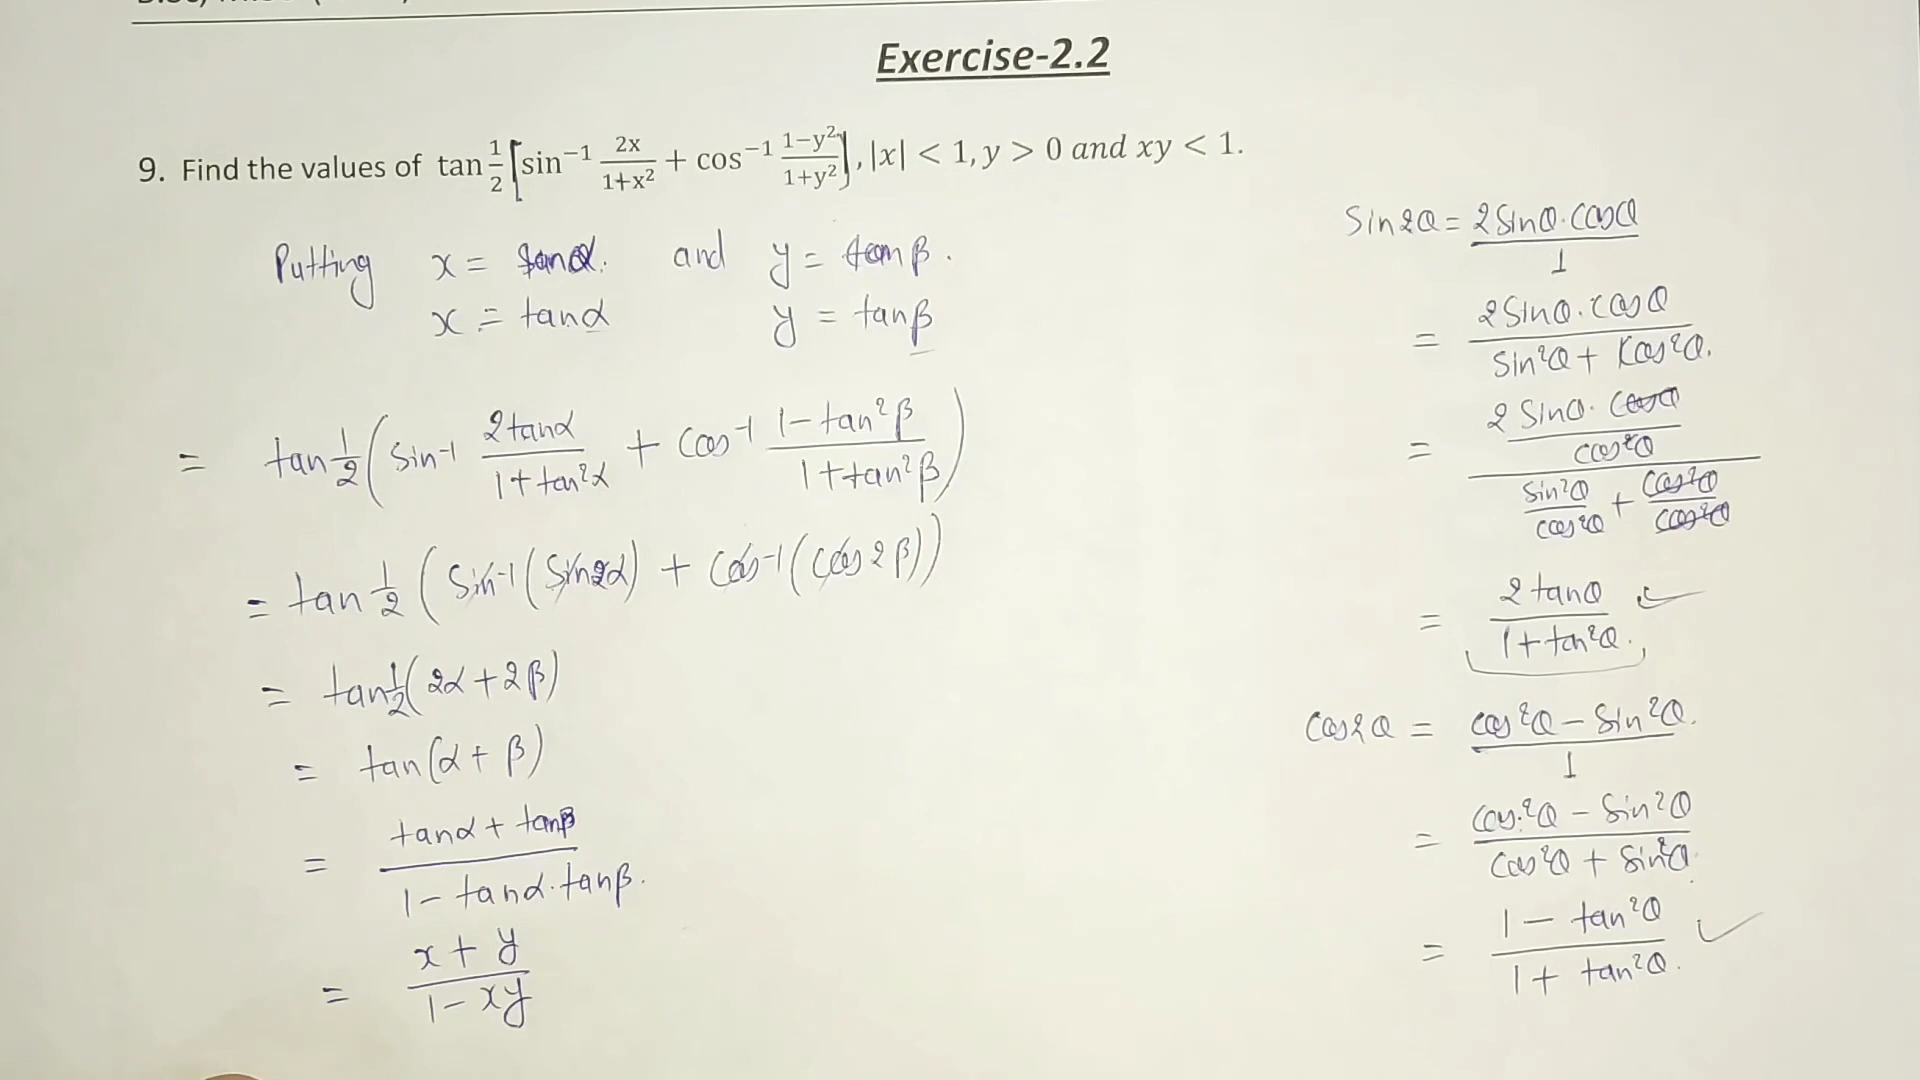 Exercise-2.2
9. Find the values of tan 1/2 [sin⁻¹ 2x/(1+x²) + cos⁻¹ (1−y²)/(1+y²)], |x| < 1, y > 0 and xy < 1.
Putting x = tanα. and y = tanβ.
x = tanα y = tanβ
= tan 1/2 (sin-1 2tanα/(1+tan²α) + cos-1 (1-tan²β)/(1+tan²β))
= tan 1/2 (sin-1(sin2α) + cos-1(cos2β))
= tan 1/2 (2α+2β)
= tan(α+β)
= (tanα + tanβ)/(1-tanα.tanβ.)
= (x+y)/(1-xy)
Sin2θ = 2Sinθ.cosθ/1
= 2Sinθ.cosθ/(Sin²θ + cos²θ.)
= (2Sinθ.cosθ/cos²θ)/(Sin²θ/cos²θ + cos²θ/cos²θ)
= 2tanθ/(1+tan²θ.)
Cos2θ = (cos²θ - Sin²θ.)/1
= (cos²θ - Sin²θ)/(cos²θ + Sin²θ.)
= (1 - tan²θ)/(1 + tan²θ.)